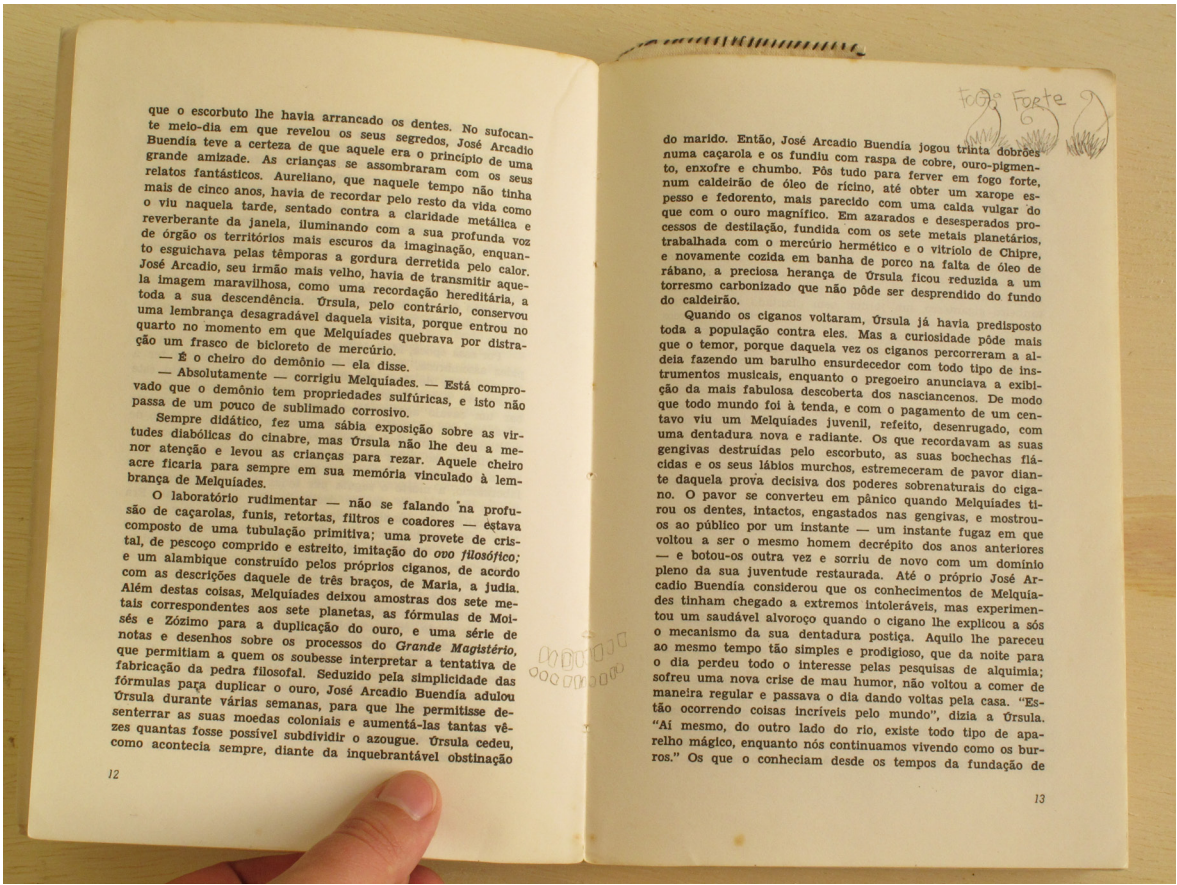 que o escorbuto lhe havia arrancado os dentes. No sufocan-
te meio-dia em que revelou os seus segredos, José Arcadio
Buendia teve a certeza de que aquele era o princípio de uma
grande amizade. As crianças se assombraram com os seus
relatos fantásticos. Aureliano, que naquele tempo não tinha
mais de cinco anos, havia de recordar pelo resto da vida como
o viu naquela tarde, sentado contra a claridade metálica e
reverberante da janela, iluminando com a sua profunda voz
de órgão os territórios mais escuros da imaginação, enquan-
to esguichava pelas têmporas a gordura derretida pelo calor.
José Arcadio, seu irmão mais velho, havia de transmitir aque-
la imagem maravilhosa, como uma recordação hereditária, a
toda a sua descendência. Úrsula, pelo contrário, conservou
uma lembrança desagradável daquela visita, porque entrou no
quarto no momento em que Melquíades quebrava por distra-
ção um frasco de bicloreto de mercúrio.
— É o cheiro do demônio — ela disse.
— Absolutamente — corrigiu Melquíades. — Está compro-
vado que o demônio tem propriedades sulfúricas, e isto não
passa de um pouco de sublimado corrosivo.
Sempre didático, fez uma sábia exposição sobre as vir-
tudes diabólicas do cinabre, mas Úrsula não lhe deu a me-
nor atenção e levou as crianças para rezar. Aquele cheiro
acre ficaria para sempre em sua memória vinculado à lem-
brança de Melquíades.
O laboratório rudimentar — não se falando na profu-
são de caçarolas, funis, retortas, filtros e coadores — estava
composto de uma tubulação primitiva; uma provete de cris-
tal, de pescoço comprido e estreito, imitação do ovo filosófico;
e um alambique construído pelos próprios ciganos, de acordo
com as descrições daquele de três braços, de Maria, a judia.
Além destas coisas, Melquíades deixou amostras dos sete me-
tais correspondentes aos sete planetas, as fórmulas de Moi-
sés e Zózimo para a duplicação do ouro, e uma série de
notas e desenhos sobre os processos do Grande Magistério,
que permitiam a quem os soubesse interpretar a tentativa de
fabricação da pedra filosofal. Seduzido pela simplicidade das
fórmulas para duplicar o ouro, José Arcadio Buendía adulou
Úrsula durante várias semanas, para que lhe permitisse de-
senterrar as suas moedas coloniais e aumentá-las tantas vê-
zes quantas fosse possível subdividir o azougue. Úrsula cedeu,
como acontecia sempre, diante da inquebrantável obstinação
12
FOGO FORTE
do marido. Então, José Arcadio Buendía jogou trinta dobrões
numa caçarola e os fundiu com raspa de cobre, ouro-pigmen-
to, enxofre e chumbo. Pôs tudo para ferver em fogo forte,
num caldeirão de óleo de rícino, até obter um xarope es-
pesso e fedorento, mais parecido com uma calda vulgar do
que com o ouro magnífico. Em azarados e desesperados pro-
cessos de destilação, fundida com os sete metais planetários,
trabalhada com o mercúrio hermético e o vitríolo de Chipre,
e novamente cozida em banha de porco na falta de óleo de
rábano, a preciosa herança de Úrsula ficou reduzida a um
torresmo carbonizado que não pôde ser desprendido do fundo
do caldeirão.
Quando os ciganos voltaram, Úrsula já havia predisposto
toda a população contra eles. Mas a curiosidade pôde mais
que o temor, porque daquela vez os ciganos percorreram a al-
deia fazendo um barulho ensurdecedor com todo tipo de ins-
trumentos musicais, enquanto o pregoeiro anunciava a exibi-
ção da mais fabulosa descoberta dos nasciancenos. De modo
que todo mundo foi à tenda, e com o pagamento de um cen-
tavo viu um Melquíades juvenil, refeito, desenrugado, com
uma dentadura nova e radiante. Os que recordavam as suas
gengivas destruídas pelo escorbuto, as suas bochechas flá-
cidas e os seus lábios murchos, estremeceram de pavor dian-
te daquela prova decisiva dos poderes sobrenaturais do ciga-
no. O pavor se converteu em pânico quando Melquíades ti-
rou os dentes, intactos, engastados nas gengivas, e mostrou-
os ao público por um instante — um instante fugaz em que
voltou a ser o mesmo homem decrépito dos anos anteriores
— e botou-os outra vez e sorriu de novo com um domínio
pleno da sua juventude restaurada. Até o próprio José Ar-
cadio Buendía considerou que os conhecimentos de Melquía-
des tinham chegado a extremos intoleráveis, mas experimen-
tou um saudável alvoroço quando o cigano lhe explicou a sós
o mecanismo da sua dentadura postiça. Aquilo lhe pareceu
ao mesmo tempo tão simples e prodigioso, que da noite para
o dia perdeu todo o interesse pelas pesquisas de alquimia;
sofreu uma nova crise de mau humor, não voltou a comer de
maneira regular e passava o dia dando voltas pela casa. “Es-
tão ocorrendo coisas incríveis pelo mundo”, dizia a Úrsula.
“Aí mesmo, do outro lado do rio, existe todo tipo de apa-
relho mágico, enquanto nós continuamos vivendo como os bur-
ros.” Os que o conheciam desde os tempos da fundação de
13